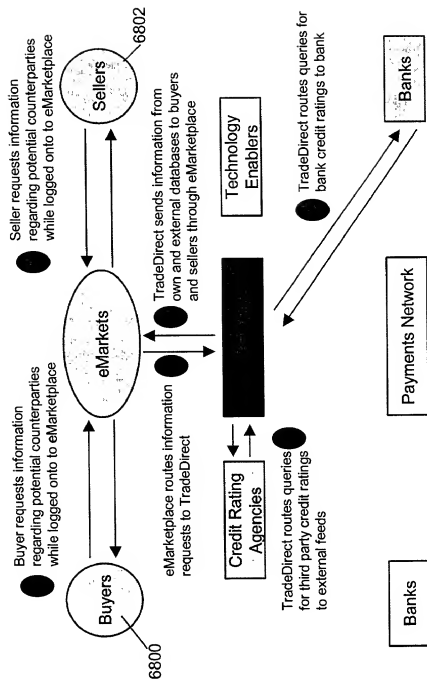 Buyer requests information
regarding potential counterparties
while logged onto to eMarketplace
Seller requests information
regarding potential counterparties
while logged onto to eMarketplace
Buyers
6800
eMarkets
Sellers
6802
eMarketplace routes information
requests to TradeDirect
TradeDirect sends information from
own and external databases to buyers
and sellers through eMarketplace
Credit Rating
Agencies
Technology
Enablers
TradeDirect routes queries
for third party credit ratings
to external feeds
TradeDirect routes queries for
bank credit ratings to bank
Banks
Payments Network
Banks